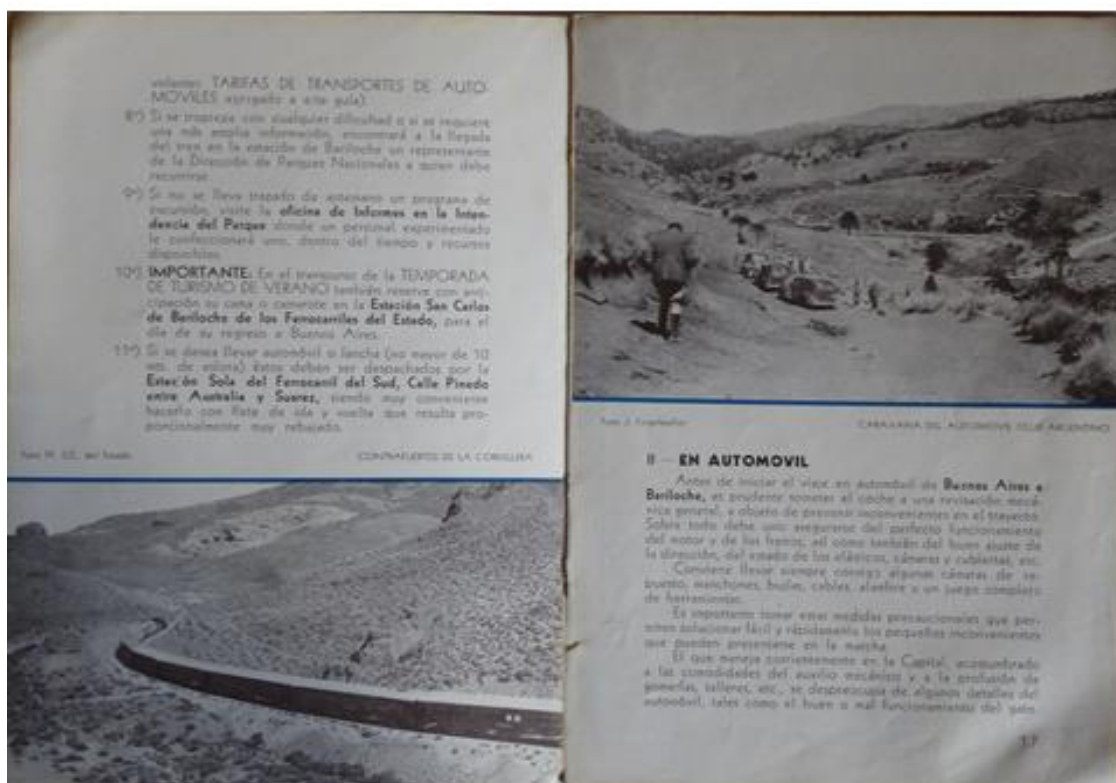 volantes TARIFAS DE TRANSPORTES DE AUTO-
MOVILES agregado a esta guía).
8º) Si se tropieza con cualquier dificultad o si se requiere
una más amplia información, encontrará a la llegada
del tren en la estación de Bariloche un representante
de la Dirección de Parques Nacionales a quien debe
recurrirse.
9º) Si no se lleva trazado de antemano un programa de
excursión, visite la oficina de Informes en la Inten-
dencia del Parque donde un personal experimentado
le confeccionará uno, dentro del tiempo y recursos
disponibles.
10º) IMPORTANTE: En el transcurso de la TEMPORADA
DE TURISMO DE VERANO también reserve con anti-
cipación su cama o camarote en la Estación San Carlos
de Bariloche de los Ferrocarriles del Estado, para el
día de su regreso a Buenos Aires.
11º) Si se desea llevar automóvil o lancha (no mayor de 10
mts. de eslora) éstos deben ser despachados por la
Estación Sola del Ferrocarril del Sud, Calle Pinedo
entre Australia y Suarez, siendo muy conveniente
hacerlo con flete de ida y vuelta que resulta pro-
porcionalmente muy rebajado.
Foto FF. CC. del Estado
CONTRAFUERTES DE LA CORDILLERA
Foto J.
CARAVANA DEL AUTOMOVIL CLUB ARGENTINO
II — EN AUTOMOVIL
Antes de iniciar el viaje en automóvil de Buenos Aires a
Bariloche, es prudente someter el coche a una revisación mecá-
nica general, a objeto de prevenir inconvenientes en el trayecto.
Sobre todo debe uno asegurarse del perfecto funcionamiento
del motor y de los frenos, así como también del buen ajuste de
la dirección, del estado de los elásticos, cámaras y cubiertas, etc.
Conviene llevar siempre consigo algunas cámaras de re-
puesto, manchones, bujías, cables, alambre y un juego completo
de herramientas.
Es importante tomar estas medidas precaucionales que per-
miten solucionar fácil y rápidamente los pequeños inconvenientes
que pueden presentarse en la marcha.
El que maneja corrientemente en la Capital, acostumbrado
a las comodidades del auxilio mecánico y a la profusión de
gomerías, talleres, etc., se despreocupa de algunos detalles del
automóvil, tales como el buen o mal funcionamiento del gato,
17